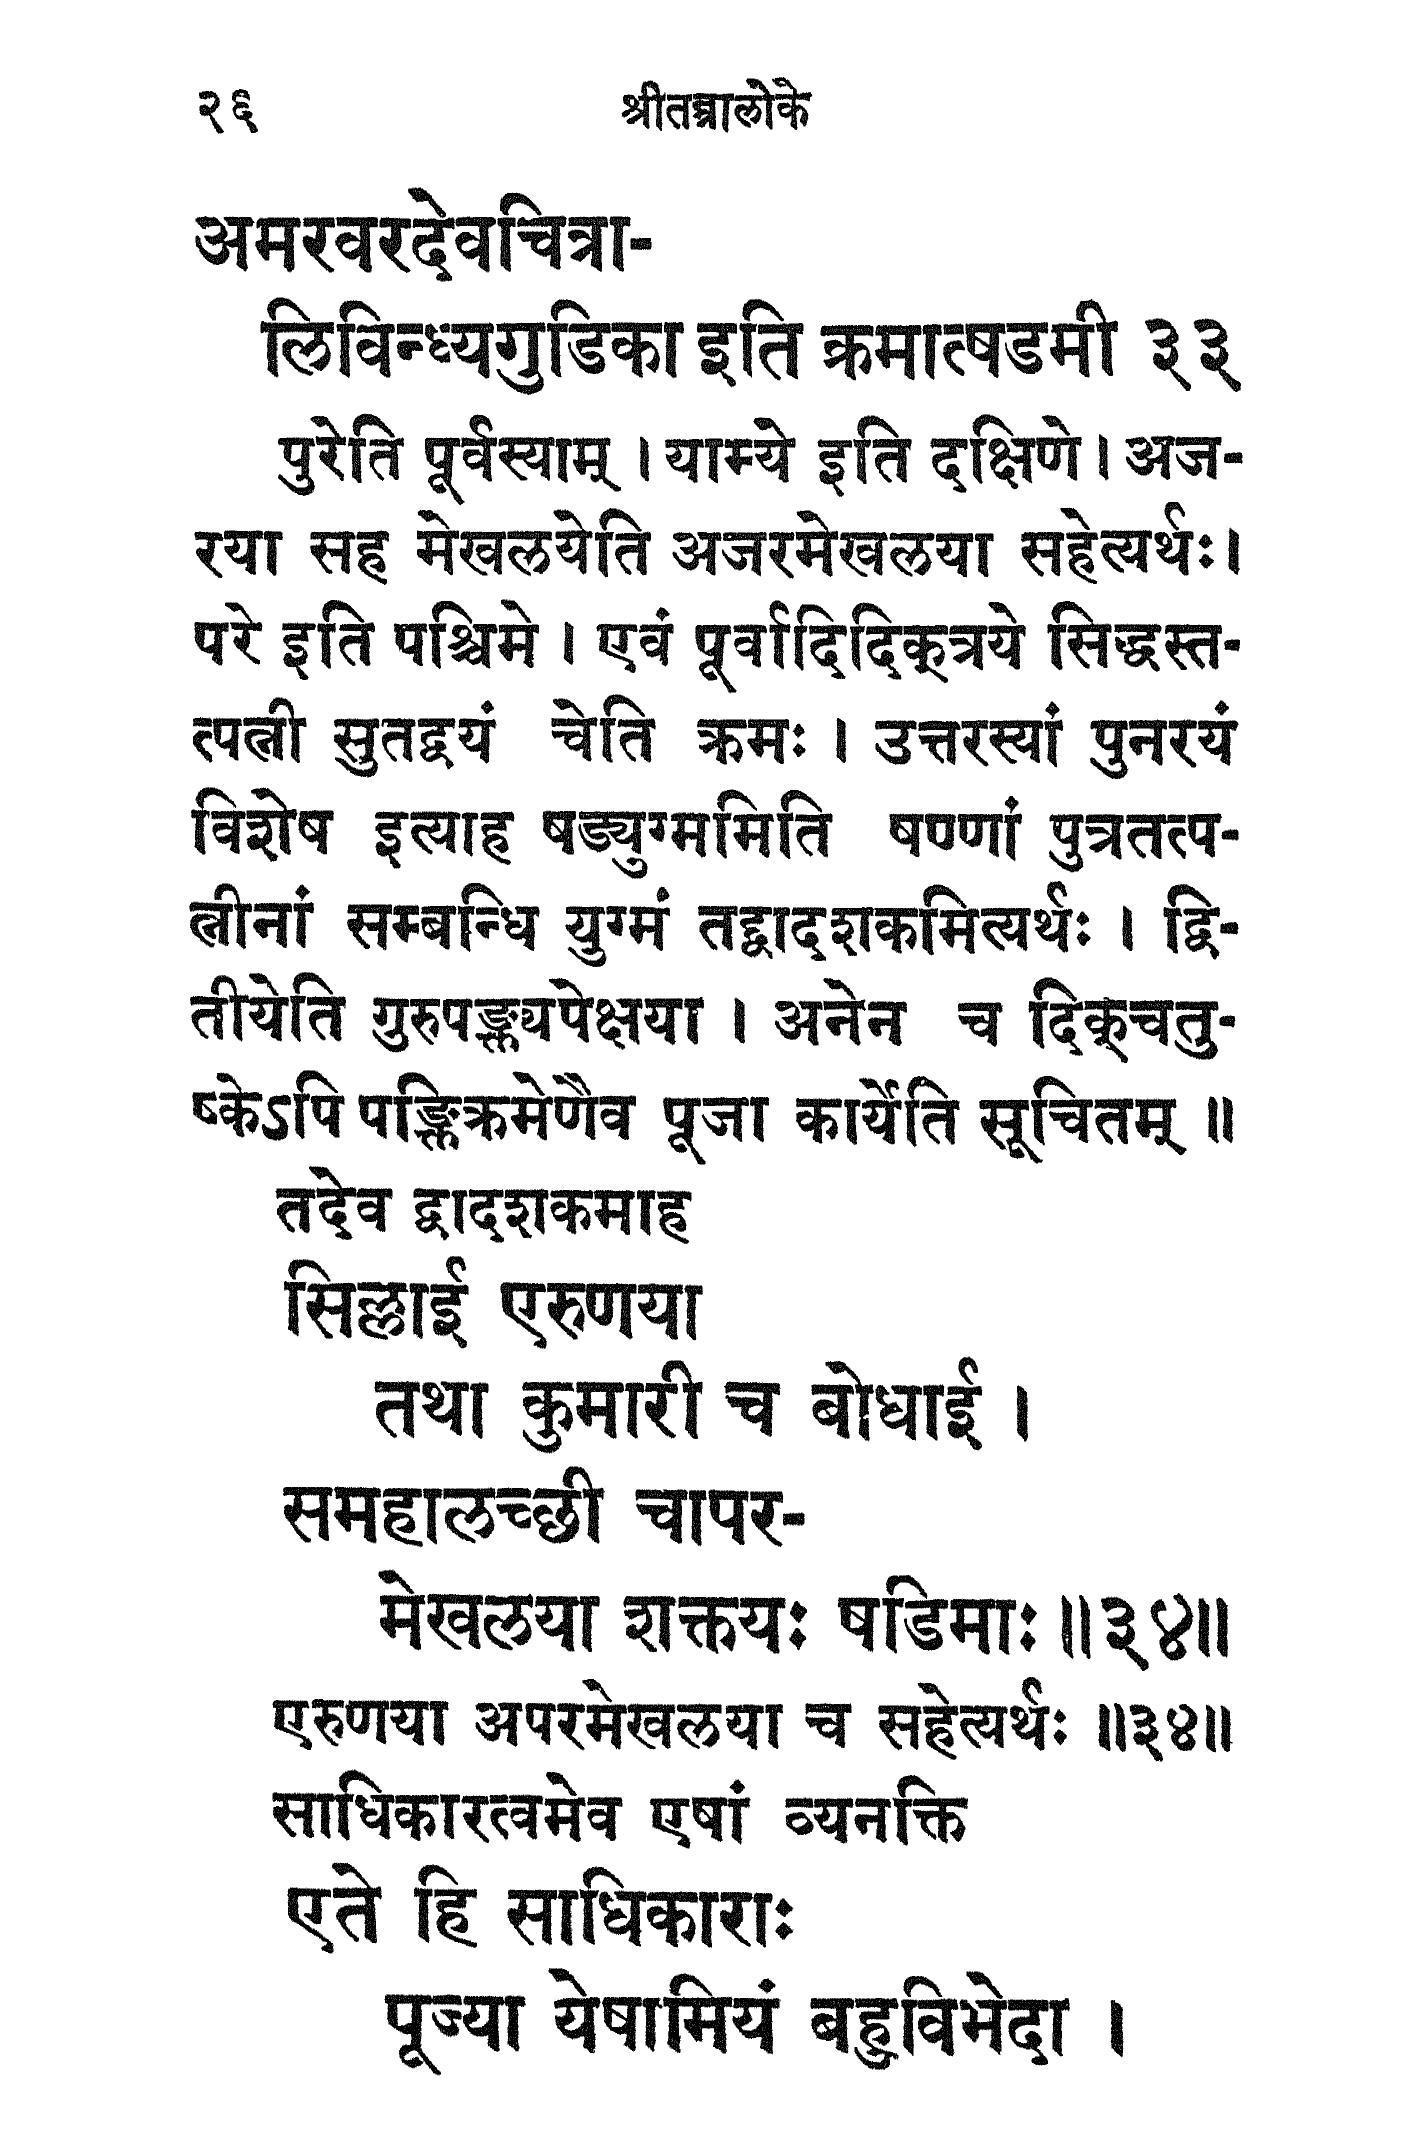 २६ श्रीतन्त्रालोके
अमरवरदेवचित्रा-
लिविन्ध्यगुडिका इति क्रमात्षडमी ३३
पुरेति पूर्वस्याम् । याम्ये इति दक्षिणे । अज-
रया सह मेखलयेति अजरमेखलया सहेत्यर्थः ।
परे इति पश्चिमे । एवं पूर्वादिदिक्त्रये सिद्धस्त-
त्पत्नी सुतद्वयं चेति क्रमः । उत्तरस्यां पुनरयं
विशेष इत्याह षड्युग्ममिति षण्णां पुत्रतत्प-
त्नीनां सम्बन्धि युग्मं तद्द्वादशकमित्यर्थः । द्वि-
तीयेति गुरुपङ्क्त्यपेक्षया । अनेन च दिक्चतु-
ष्केऽपि पङ्क्तिक्रमेणैव पूजा कार्येति सूचितम् ॥
तदेव द्वादशकमाह
सिल्लाई एरुणया
तथा कुमारी च बोधाई ।
समहालच्छी चापर-
मेखलया शक्तयः षडिमाः ॥३४॥
एरुणया अपरमेखलया च सहेत्यर्थः ॥३४॥
साधिकारत्वमेव एषां व्यनक्ति
एते हि साधिकाराः
पूज्या येषामियं बहुविभेदा ।